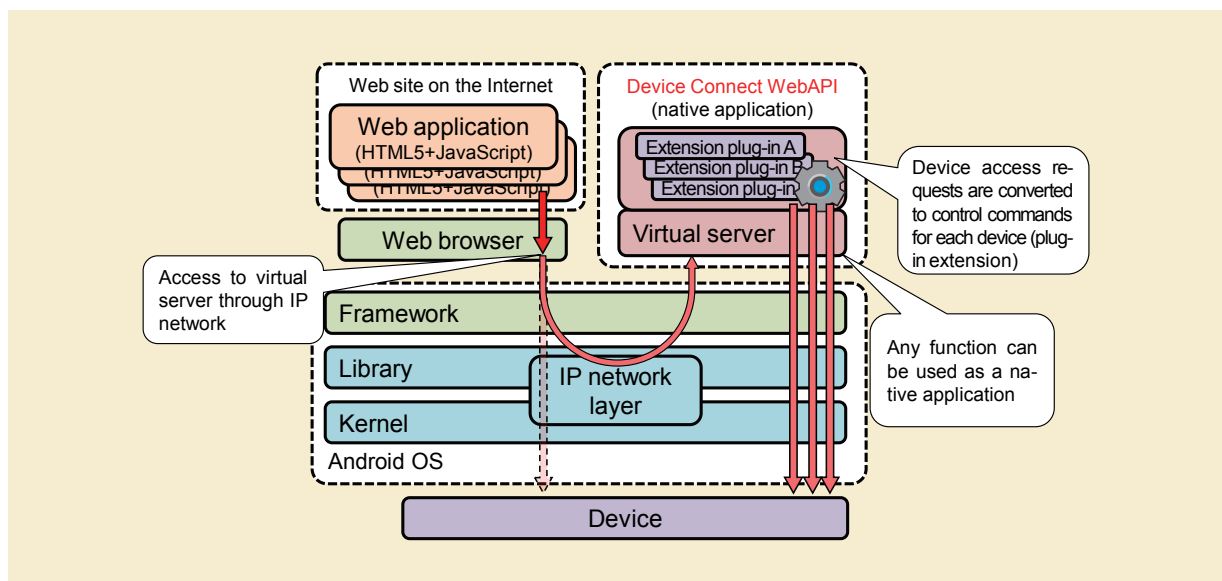 Web site on the Internet
Web application
(HTML5+JavaScript)
(HTML5+JavaScript)
(HTML5+JavaScript)
Web browser
Device Connect WebAPI
(native application)
Extension plug-in A
Extension plug-in B
Extension plug-in
Virtual server
Device access re-
quests are converted
to control commands
for each device (plug-
in extension)
Access to virtual
server through IP
network
Any function can
be used as a na-
tive application
Framework
Library
IP network
layer
Kernel
Android OS
Device